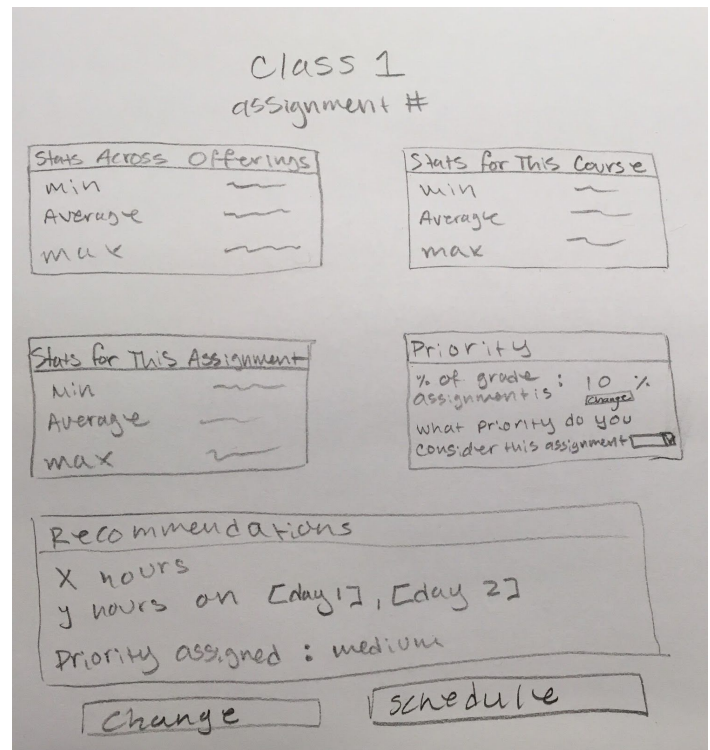 Class 1
assignment #
Stats Across Offerings
min
Average
max
Stats for This Course
min
Average
max
Stats for This Assignment
Min
Average
max
Priority
% of grade : 10 %
assignment is change
what priority do you
consider this assignment
Recommendations
X hours
y hours on [day 1], [day 2]
Priority assigned : medium
change
schedule